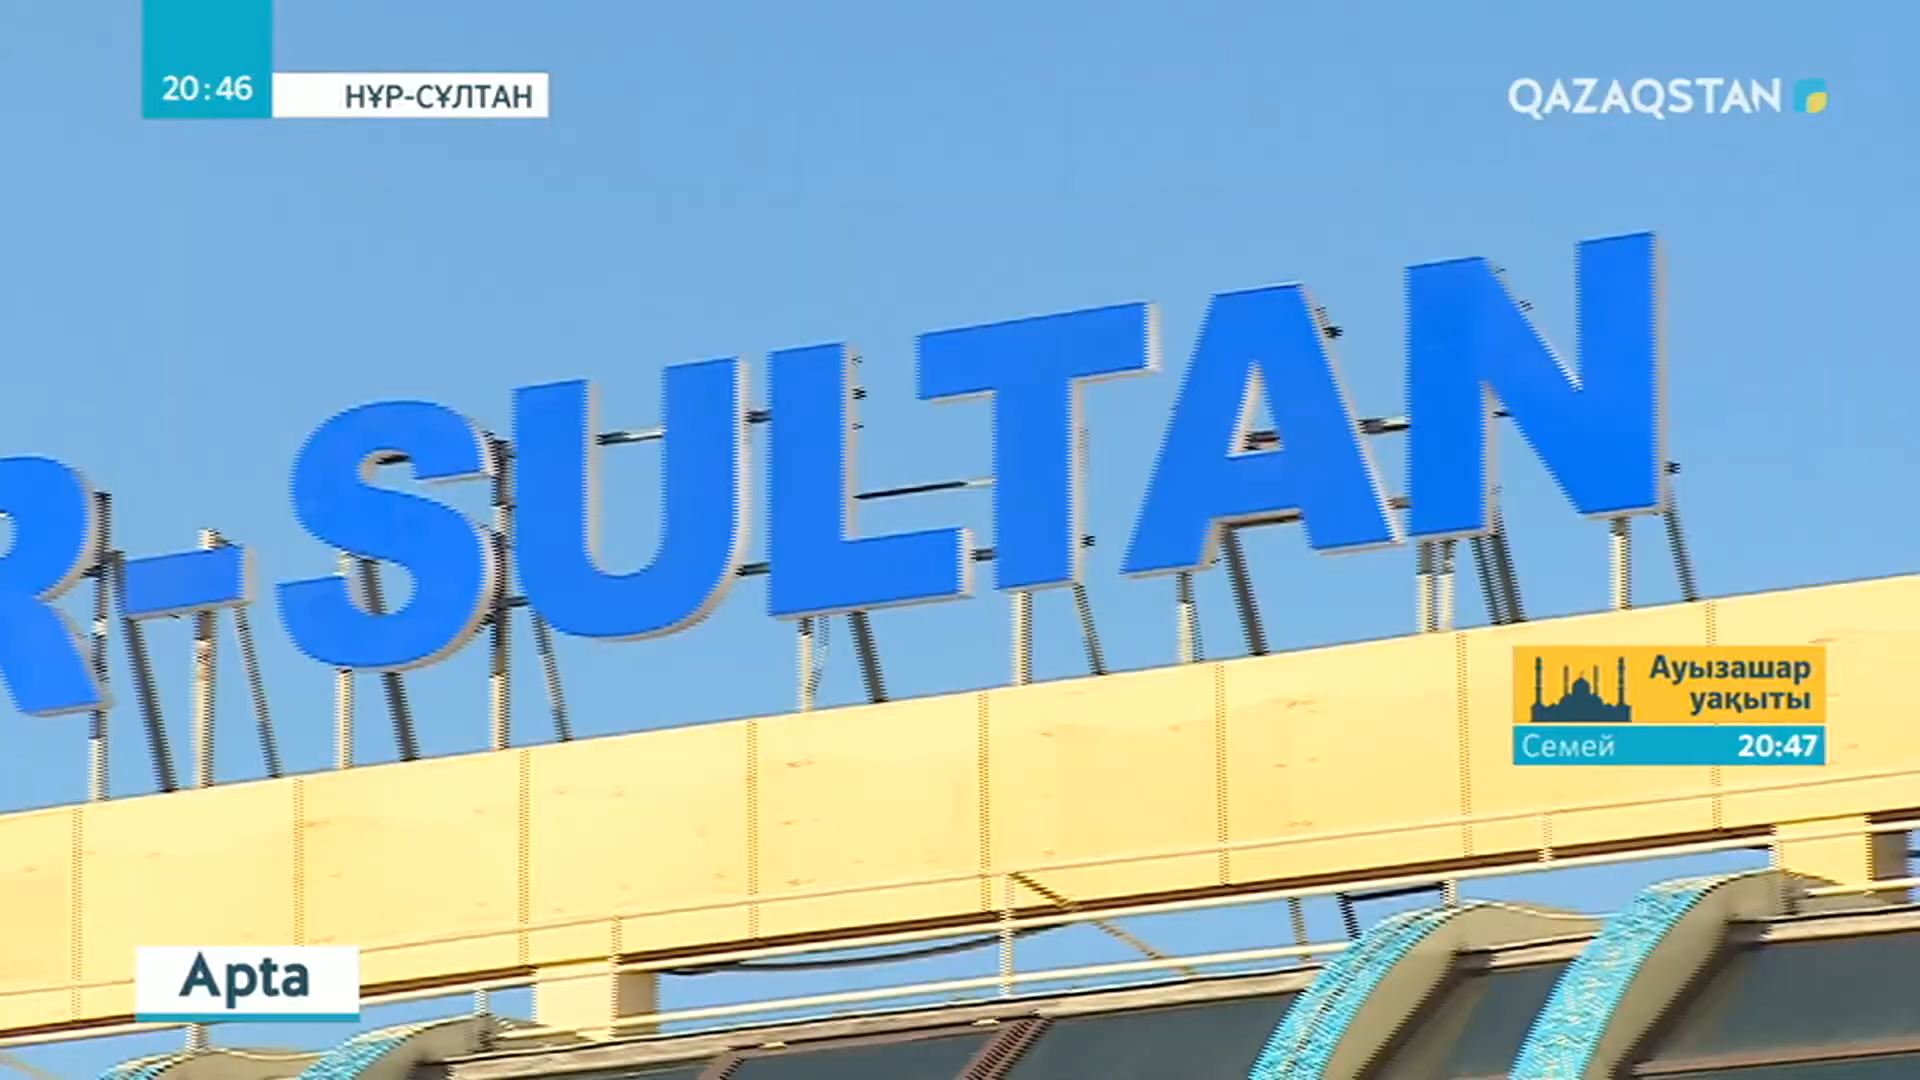 20:46
НҰР-СҰЛТАН
QAZAQSTAN
R-SULTAN
Ауызашар
уақыты
Семей 20:47
Apta